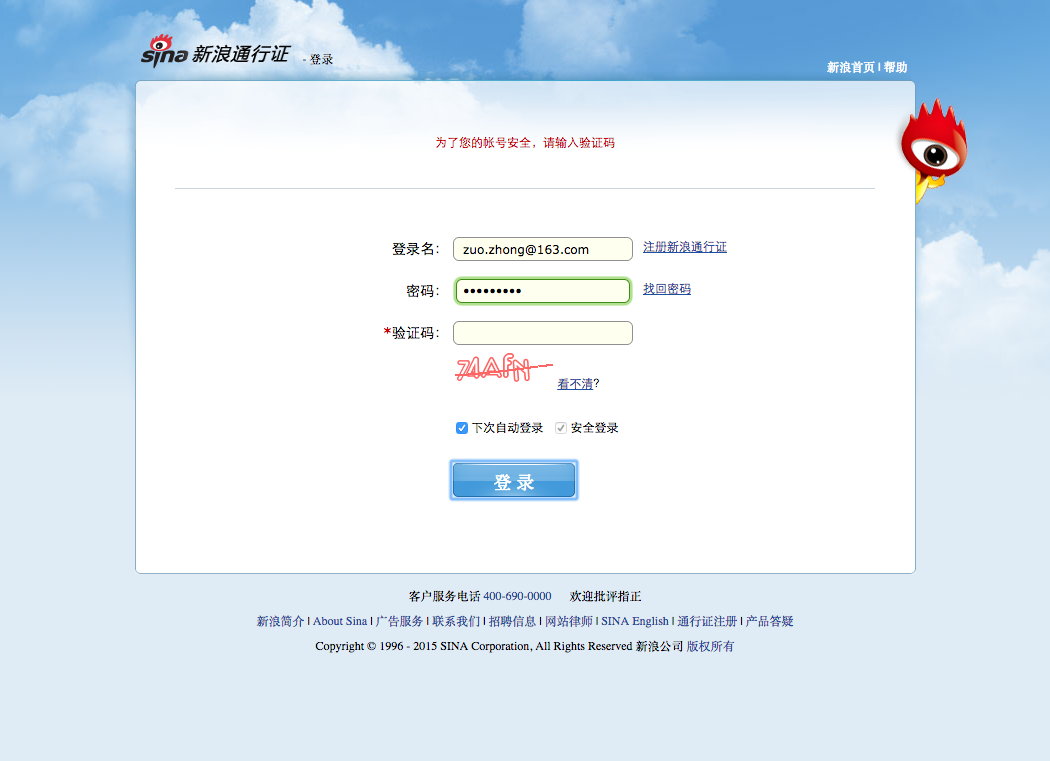 sina 新浪通行证 - 登录
新浪首页 | 帮助
为了您的帐号安全，请输入验证码
登录名： zuo.zhong@163.com 注册新浪通行证
密码： ••••••••• 找回密码
*验证码：
看不清?
下次自动登录 安全登录
登 录
客户服务电话 400-690-0000 欢迎批评指正
新浪简介 | About Sina | 广告服务 | 联系我们 | 招聘信息 | 网站律师 | SINA English | 通行证注册 | 产品答疑
Copyright © 1996 - 2015 SINA Corporation, All Rights Reserved 新浪公司 版权所有